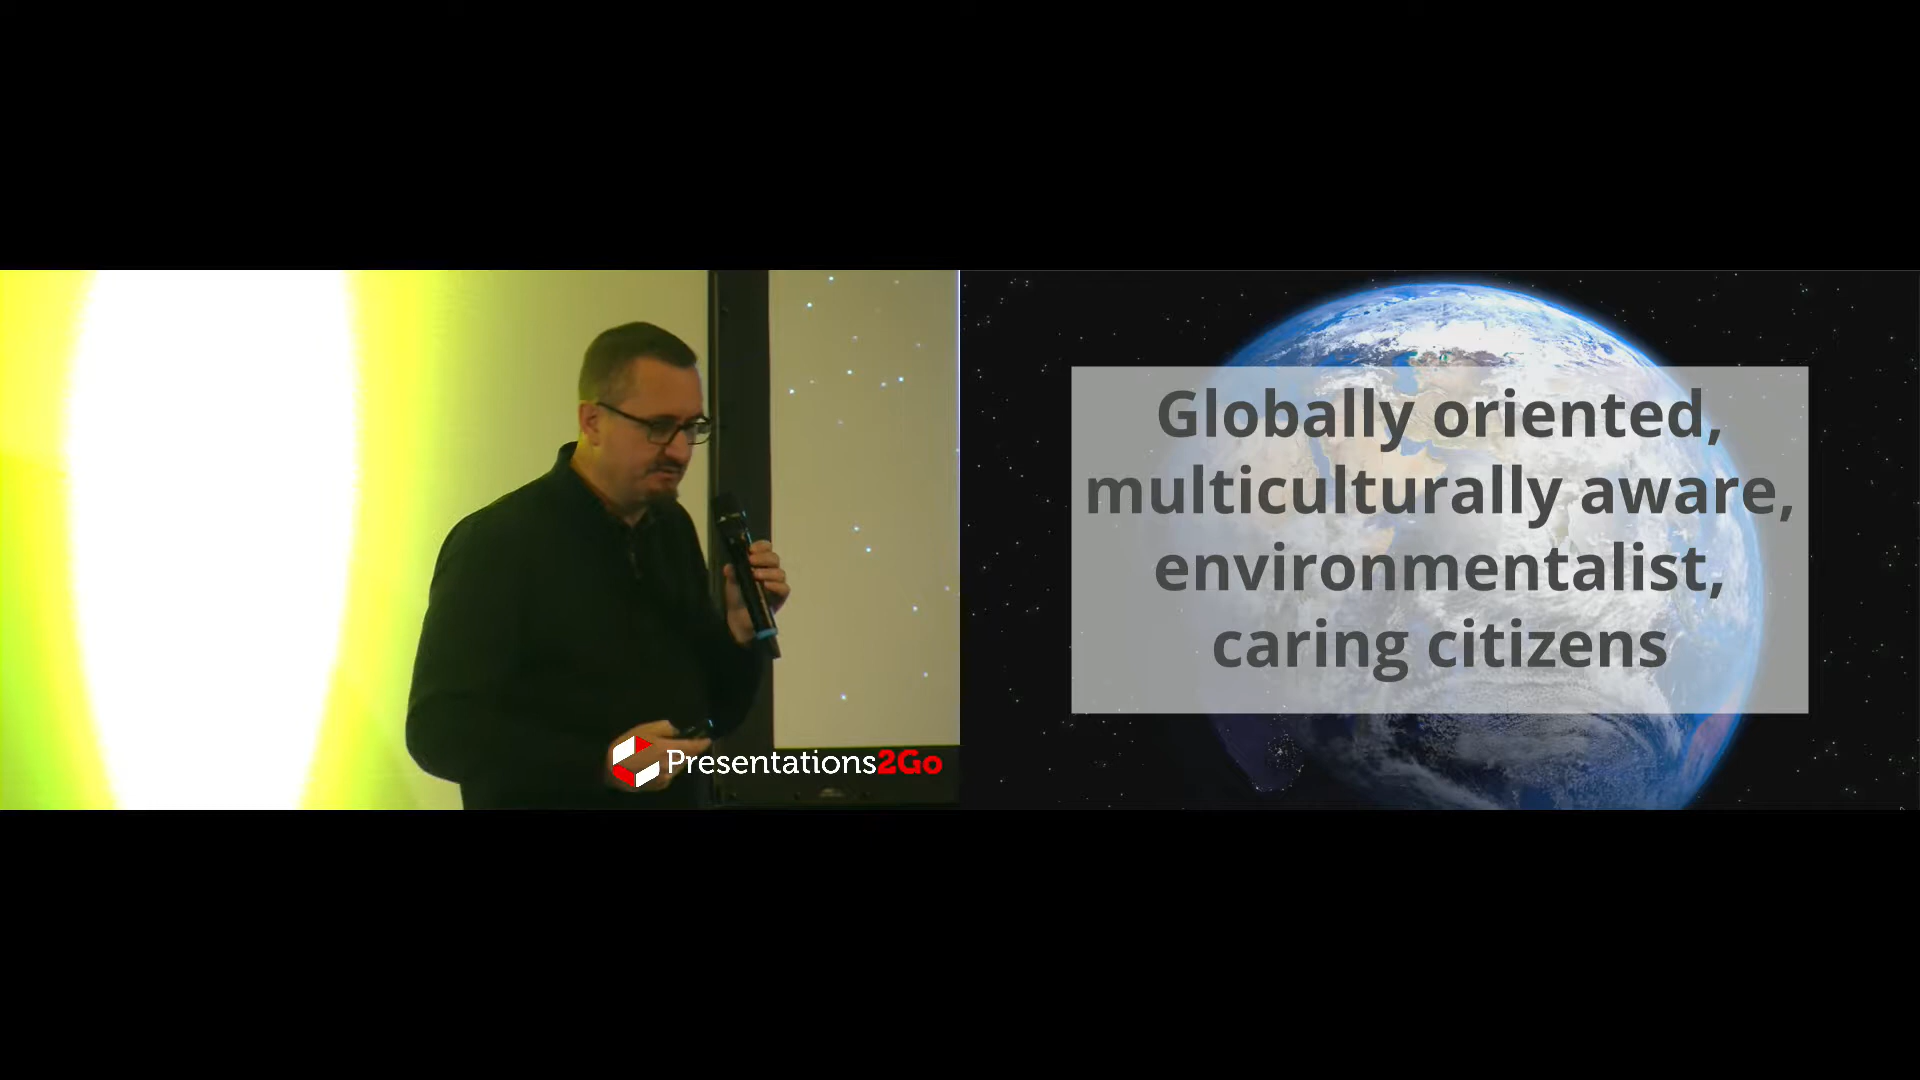 Presentations2Go
Globally oriented,
multiculturally aware,
environmentalist,
caring citizens